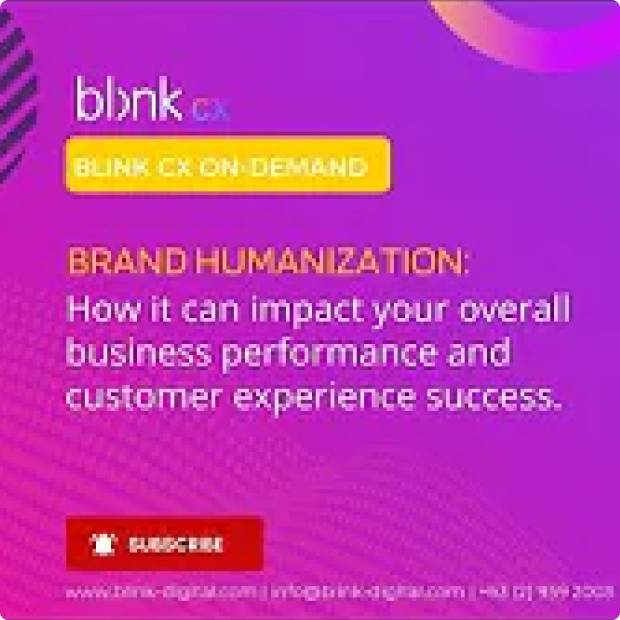 blink cx
BLINK CX ON-DEMAND
BRAND HUMANIZATION:
How it can impact your overall
business performance and
customer experience success.
SUBSCRIBE
www.blink-digital.com | info@blink-digital.com |